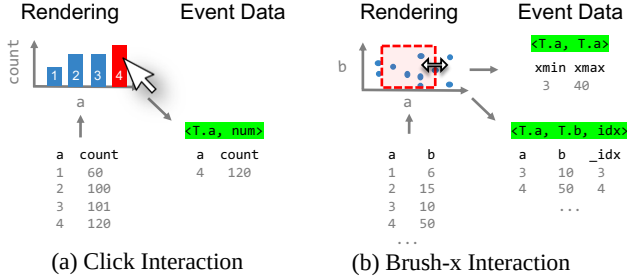 Rendering Event Data
count
1 2 3 4
a
<T.a, num>
a count
4 120
a count
1 60
2 100
3 101
4 120
(a) Click Interaction
Rendering Event Data
b
a
<T.a, T.a>
xmin xmax
3 40
<T.a, T.b, idx>
a b _idx
3 10 3
4 50 4
...
a b
1 6
2 15
3 10
4 50
...
(b) Brush-x Interaction